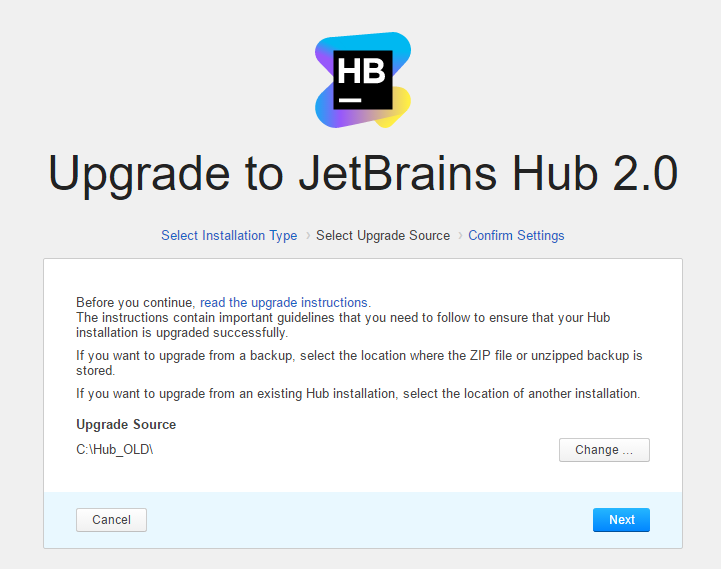 HB
Upgrade to JetBrains Hub 2.0
Select Installation Type › Select Upgrade Source › Confirm Settings
Before you continue, read the upgrade instructions.
The instructions contain important guidelines that you need to follow to ensure that your Hub
installation is upgraded successfully.
If you want to upgrade from a backup, select the location where the ZIP file or unzipped backup is
stored.
If you want to upgrade from an existing Hub installation, select the location of another installation.
Upgrade Source
C:\Hub_OLD\ Change ...
Cancel Next